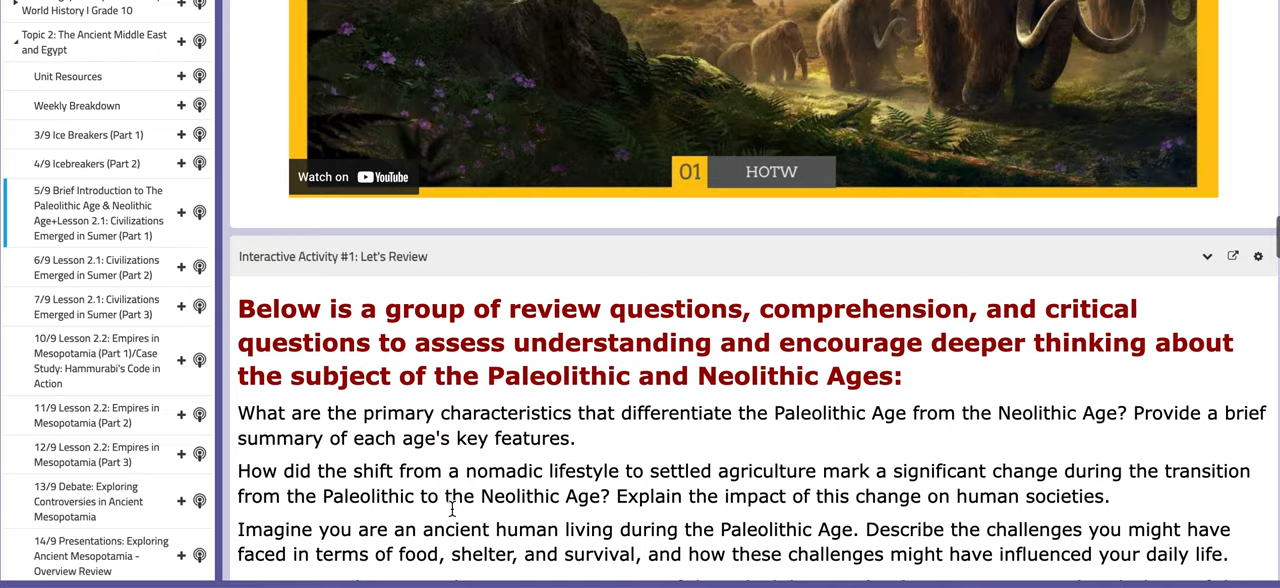 World History I Grade 10
Topic 2: The Ancient Middle East
and Egypt
Unit Resources
Weekly Breakdown
3/9 Ice Breakers (Part 1)
4/9 Icebreakers (Part 2)
5/9 Brief Introduction to The
Paleolithic Age & Neolithic
Age+Lesson 2.1: Civilizations
Emerged in Sumer (Part 1)
6/9 Lesson 2.1: Civilizations
Emerged in Sumer (Part 2)
7/9 Lesson 2.1: Civilizations
Emerged in Sumer (Part 3)
10/9 Lesson 2.2: Empires in
Mesopotamia (Part 1)/Case
Study: Hammurabi's Code in
Action
11/9 Lesson 2.2: Empires in
Mesopotamia (Part 2)
12/9 Lesson 2.2: Empires in
Mesopotamia (Part 3)
13/9 Debate: Exploring
Controversies in Ancient
Mesopotamia
14/9 Presentations: Exploring
Ancient Mesopotamia -
Overview Review
Watch on YouTube
01 HOTW
Interactive Activity #1: Let's Review
Below is a group of review questions, comprehension, and critical
questions to assess understanding and encourage deeper thinking about
the subject of the Paleolithic and Neolithic Ages:
What are the primary characteristics that differentiate the Paleolithic Age from the Neolithic Age? Provide a brief
summary of each age's key features.
How did the shift from a nomadic lifestyle to settled agriculture mark a significant change during the transition
from the Paleolithic to the Neolithic Age? Explain the impact of this change on human societies.
Imagine you are an ancient human living during the Paleolithic Age. Describe the challenges you might have
faced in terms of food, shelter, and survival, and how these challenges might have influenced your daily life.